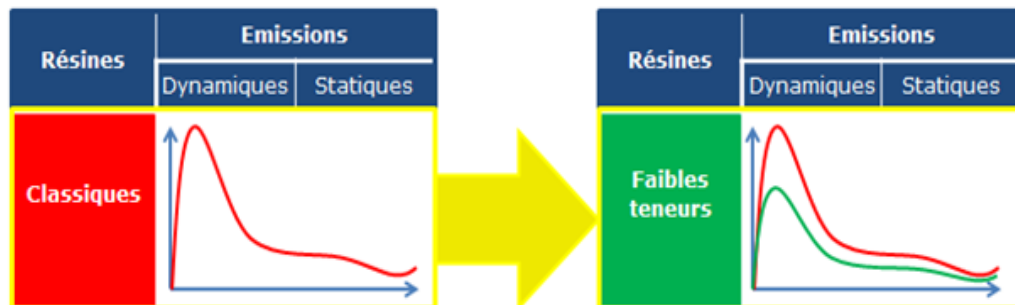 Résines
Emissions
Dynamiques
Statiques
Classiques
Résines
Emissions
Dynamiques
Statiques
Faibles
teneurs